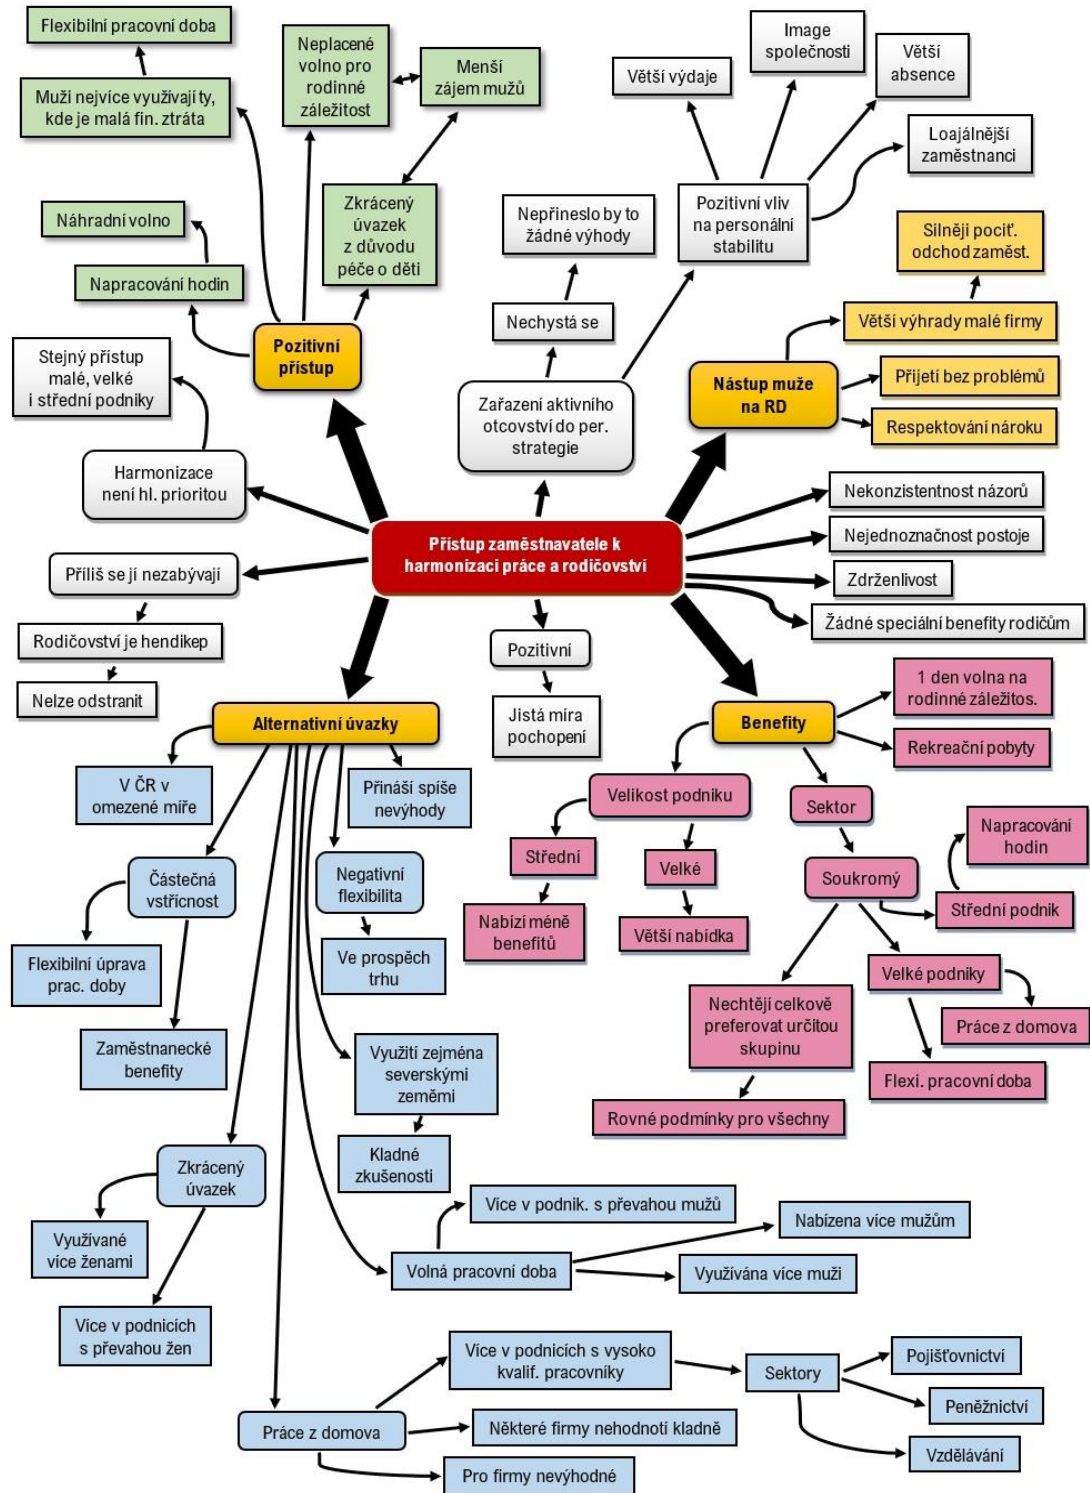 Flexibilní pracovní doba
Muži nejvíce využívají ty,
kde je malá fin. ztráta
Neplacené
volno pro
rodinné
záležitost
Menší
zájem mužů
Zkrácený
úvazek
z důvodu
péče o děti
Náhradní volno
Napracování hodin
Pozitivní
přístup
Stejný přístup
malé, velké
i střední podniky
Harmonizace
není hl. prioritou
Příliš se jí nezabývají
Rodičovství je hendikep
Nelze odstranit
Image
společnosti
Větší výdaje
Větší
absence
Loajálnější
zaměstnanci
Pozitivní vliv
na personální
stabilitu
Nepřineslo by to
žádné výhody
Nechystá se
Zařazení aktivního
otcovství do per.
strategie
Silněji pociť.
odchod zaměst.
Větší výhrady malé firmy
Nástup muže
na RD
Přijetí bez problémů
Respektování nároku
Přístup zaměstnavatele k
harmonizaci práce a rodičovství
Nekonzistentnost názorů
Nejednoznačnost postoje
Zdrženlivost
Žádné speciální benefity rodičům
Pozitivní
Jistá míra
pochopení
Alternativní úvazky
V ČR v
omezené míře
Přináší spíše
nevýhody
Částečná
vstřícnost
Negativní
flexibilita
Flexibilní úprava
prac. doby
Ve prospěch
trhu
Zaměstnanecké
benefity
Využití zejména
severskými
zeměmi
Kladné
zkušenosti
Zkrácený
úvazek
Využívané
více ženami
Více v podnicích
s převahou žen
Benefity
1 den volna na
rodinné záležitos.
Rekreační pobyty
Velikost podniku
Sektor
Střední
Velké
Soukromý
Napracování
hodin
Nabízí méně
benefitů
Větší nabídka
Střední podnik
Velké podniky
Nechtějí celkově
preferovat určitou
skupinu
Práce z domova
Flexi. pracovní doba
Rovné podmínky pro všechny
Více v podnik. s převahou mužů
Nabízena více mužům
Volná pracovní doba
Využívána více muži
Více v podnicích s vysoko
kvalif. pracovníky
Sektory
Pojišťovnictví
Peněžnictví
Vzdělávání
Práce z domova
Některé firmy nehodnotí kladně
Pro firmy nevýhodné